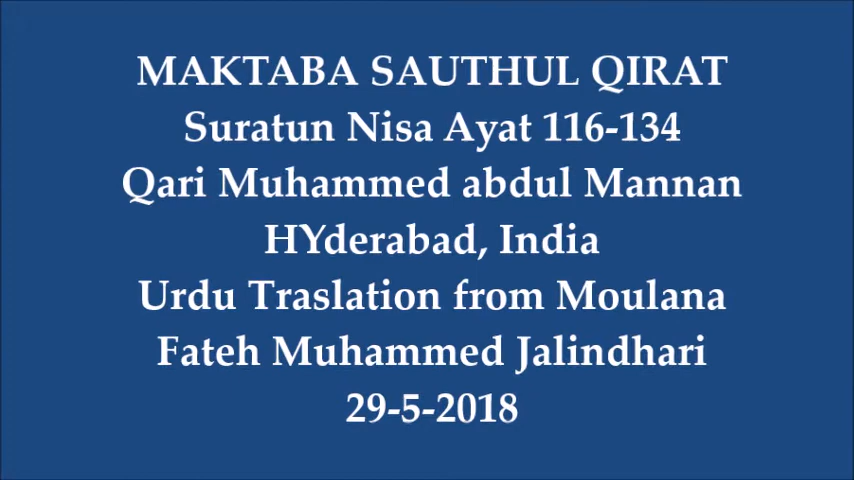 MAKTABA SAUTHUL QIRAT
Suratun Nisa Ayat 116-134
Qari Muhammed abdul Mannan
HYderabad, India
Urdu Traslation from Moulana
Fateh Muhammed Jalindhari
29-5-2018